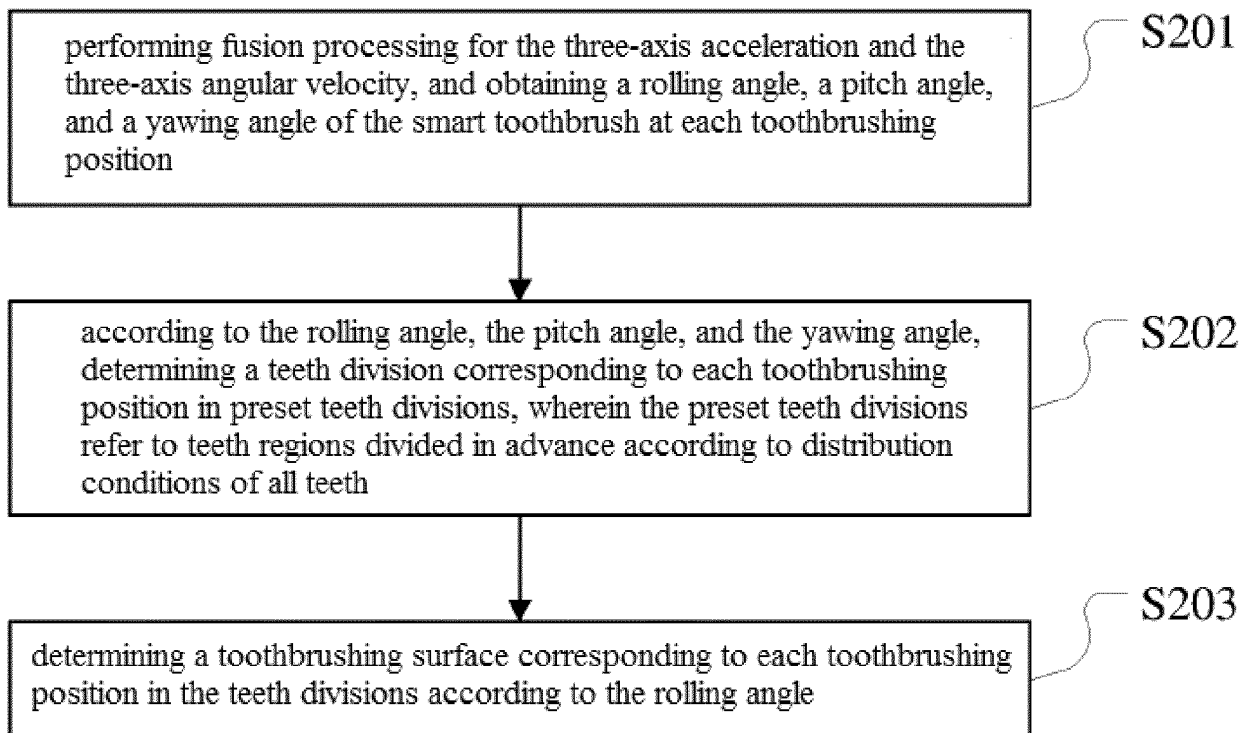 performing fusion processing for the three-axis acceleration and the
three-axis angular velocity, and obtaining a rolling angle, a pitch angle,
and a yawing angle of the smart toothbrush at each toothbrushing
position
S201
according to the rolling angle, the pitch angle, and the yawing angle,
determining a teeth division corresponding to each toothbrushing
position in preset teeth divisions, wherein the preset teeth divisions
refer to teeth regions divided in advance according to distribution
conditions of all teeth
S202
determining a toothbrushing surface corresponding to each toothbrushing
position in the teeth divisions according to the rolling angle
S203